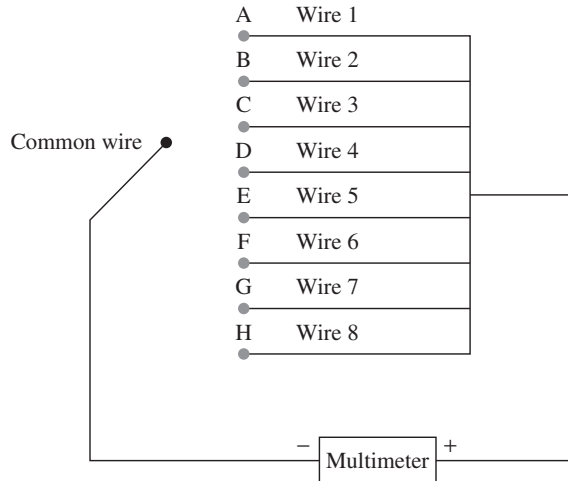 A Wire 1
B Wire 2
C Wire 3
Common wire
D Wire 4
E Wire 5
F Wire 6
G Wire 7
H Wire 8
− Multimeter +